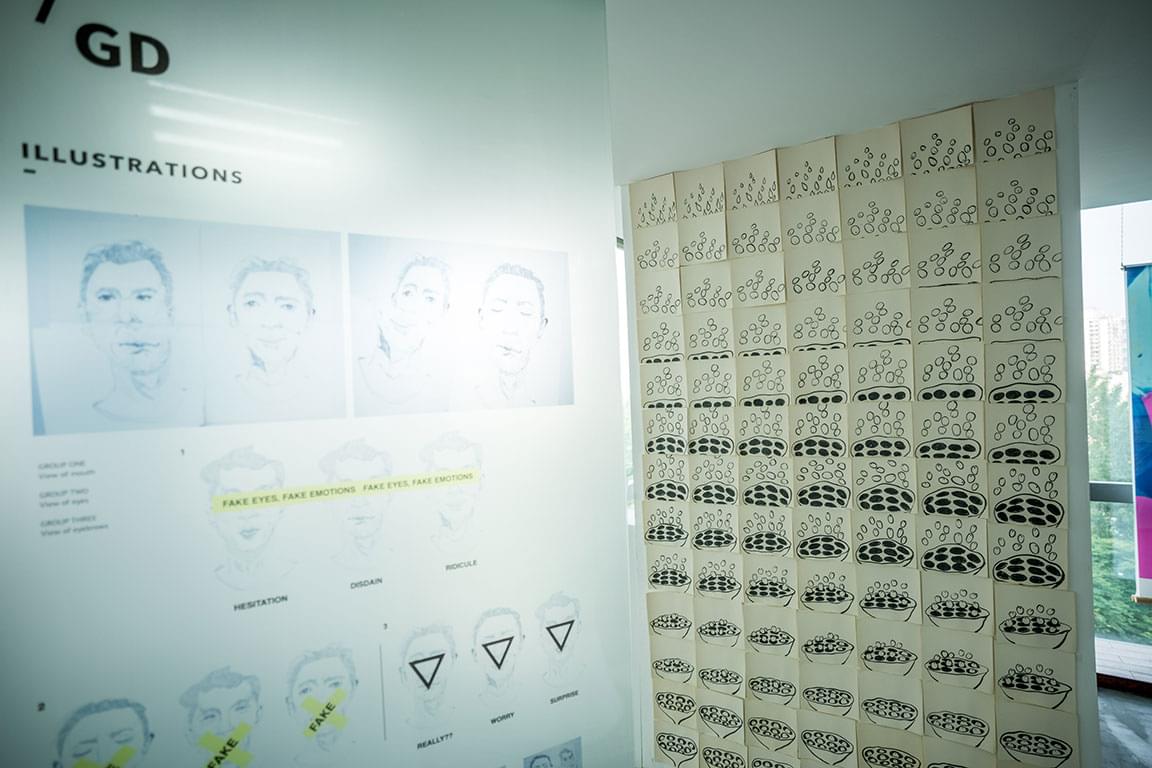 GD
ILLUSTRATIONS
GROUP ONE
View of mouth
GROUP TWO
View of eyes
GROUP THREE
View of eyebrows
1
FAKE EYES, FAKE EMOTIONS FAKE EYES, FAKE EMOTIONS
HESITATION
DISDAIN
RIDICULE
2
FAKE
FAKE
3
REALLY??
WORRY
SURPRISE